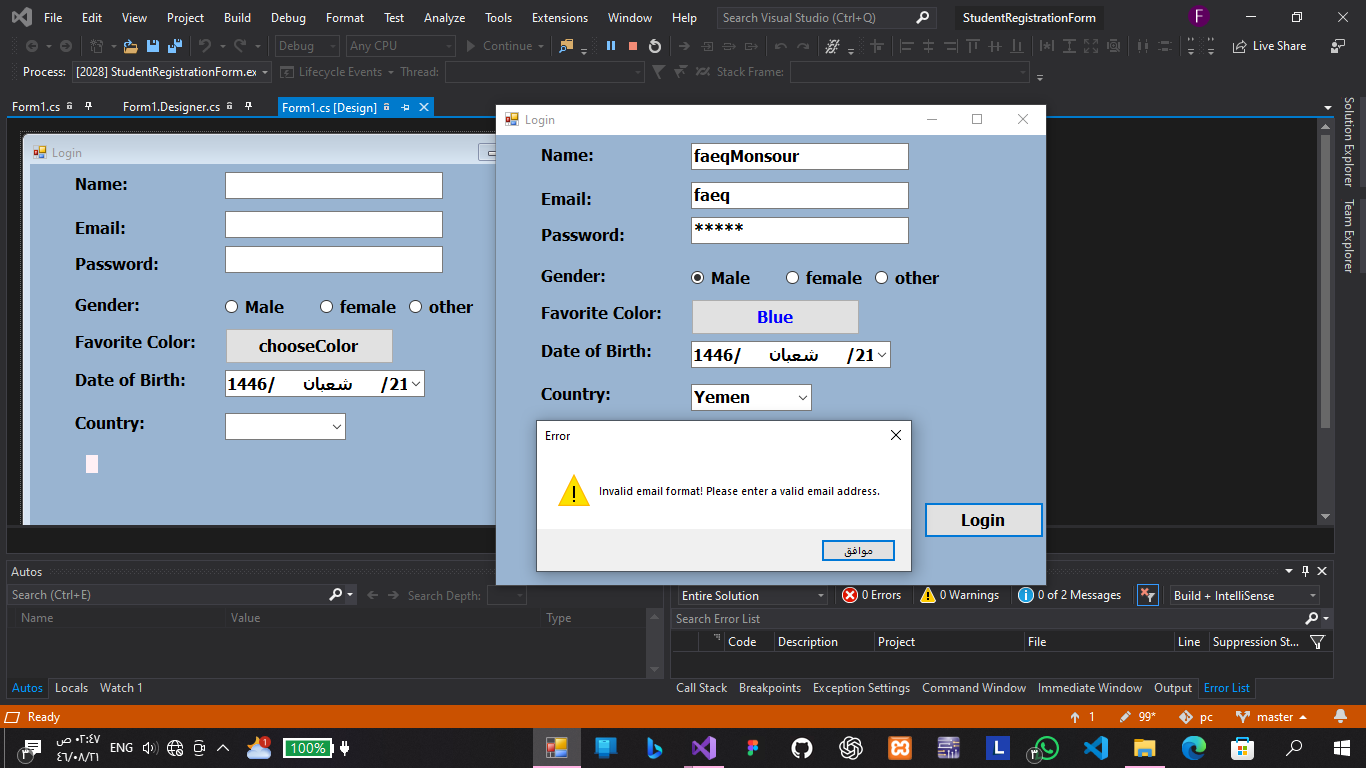 File Edit View Project Build Debug Format Test Analyze Tools Extensions Window Help Search Visual Studio (Ctrl+Q) StudentRegistrationForm F
Debug Any CPU Continue Live Share
Process: [2028] StudentRegistrationForm.ex Lifecycle Events Thread: Stack Frame:
Form1.cs Form1.Designer.cs Form1.cs [Design]
Solution Explorer
Team Explorer
Login
Name:
Email:
Password:
Gender: Male female other
Favorite Color: chooseColor
Date of Birth: 21/ شعبان /1446
Country:
Login
Name: faeqMonsour
Email: faeq
Password: *****
Gender: Male female other
Favorite Color: Blue
Date of Birth: 21/ شعبان /1446
Country: Yemen
Error
Invalid email format! Please enter a valid email address.
موافق
Login
Autos
Search (Ctrl+E) Search Depth:
Name Value Type
Autos Locals Watch 1
Entire Solution 0 Errors 0 Warnings 0 of 2 Messages Build + IntelliSense
Search Error List
Code Description Project File Line Suppression St...
Call Stack Breakpoints Exception Settings Command Window Immediate Window Output Error List
Ready 1 99* pc master
٣ ٠٢:٤٧ ص ENG 1 100% L ٣
٤٦/٠٨/٢١